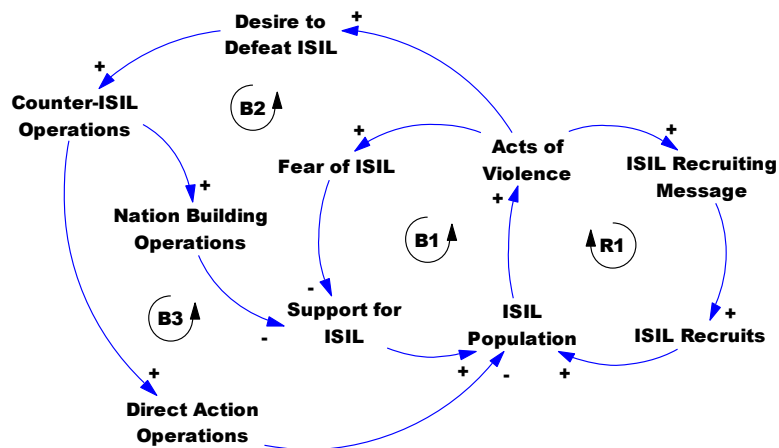 Desire to
Defeat ISIL
+
+
Counter-ISIL
Operations
B2
+
Fear of ISIL
Acts of
Violence
+
ISIL Recruiting
Message
+
Nation Building
Operations
+
B1
R1
-
Support for
ISIL
-
B3
ISIL
Population
+
ISIL Recruits
+
-
+
+
Direct Action
Operations